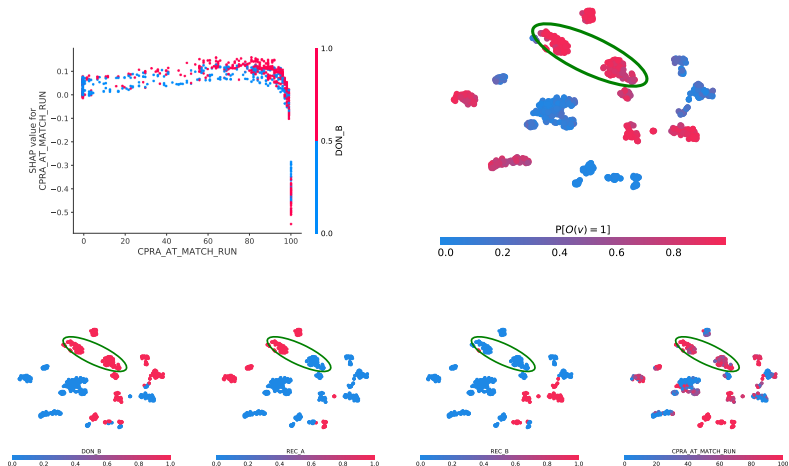 0.1
0.0
−0.1
−0.2
−0.3
−0.4
−0.5
SHAP value for
CPRA_AT_MATCH_RUN
0 20 40 60 80 100
CPRA_AT_MATCH_RUN
1.0
0.5
0.0
DON_B
P[O(v) = 1]
0.0 0.2 0.4 0.6 0.8
DON_B
0.0 0.2 0.4 0.6 0.8 1.0
REC_A
0.0 0.2 0.4 0.6 0.8 1.0
REC_B
0.0 0.2 0.4 0.6 0.8 1.0
CPRA_AT_MATCH_RUN
0 20 40 60 80 100